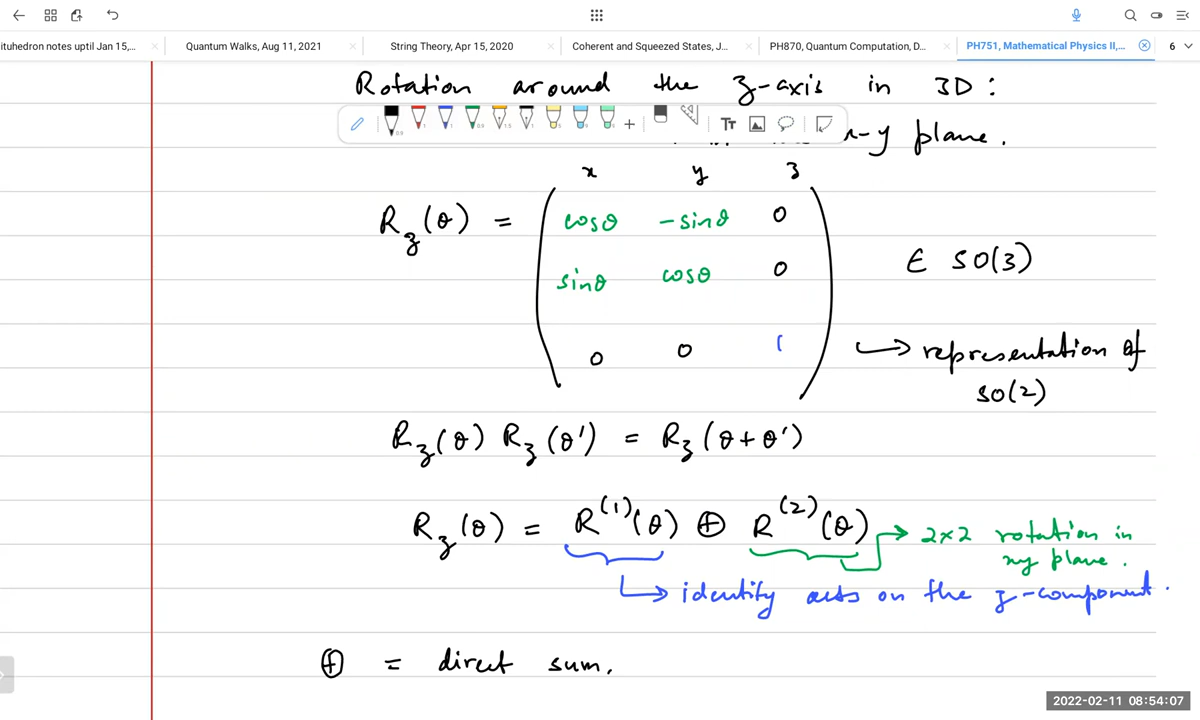 ituhedron notes uptil Jan 15,... Quantum Walks, Aug 11, 2021 String Theory, Apr 15, 2020 Coherent and Squeezed States, J... PH870, Quantum Computation, D... PH751, Mathematical Physics II,... 6
Rotation around the z-axis in 3D :
x-y plane.
x y z
R_z(θ) = ( cosθ -sinθ 0
sinθ cosθ 0
0 0 1 )
∈ SO(3)
↪ representation of
SO(2)
R_z(θ) R_z(θ') = R_z(θ+θ')
R_z(θ) = R^(1)(θ) ⊕ R^(2)(θ) → 2×2 rotation in
xy plane.
↪ identity acts on the z-component.
⊕ = direct sum.
2022-02-11 08:54:07